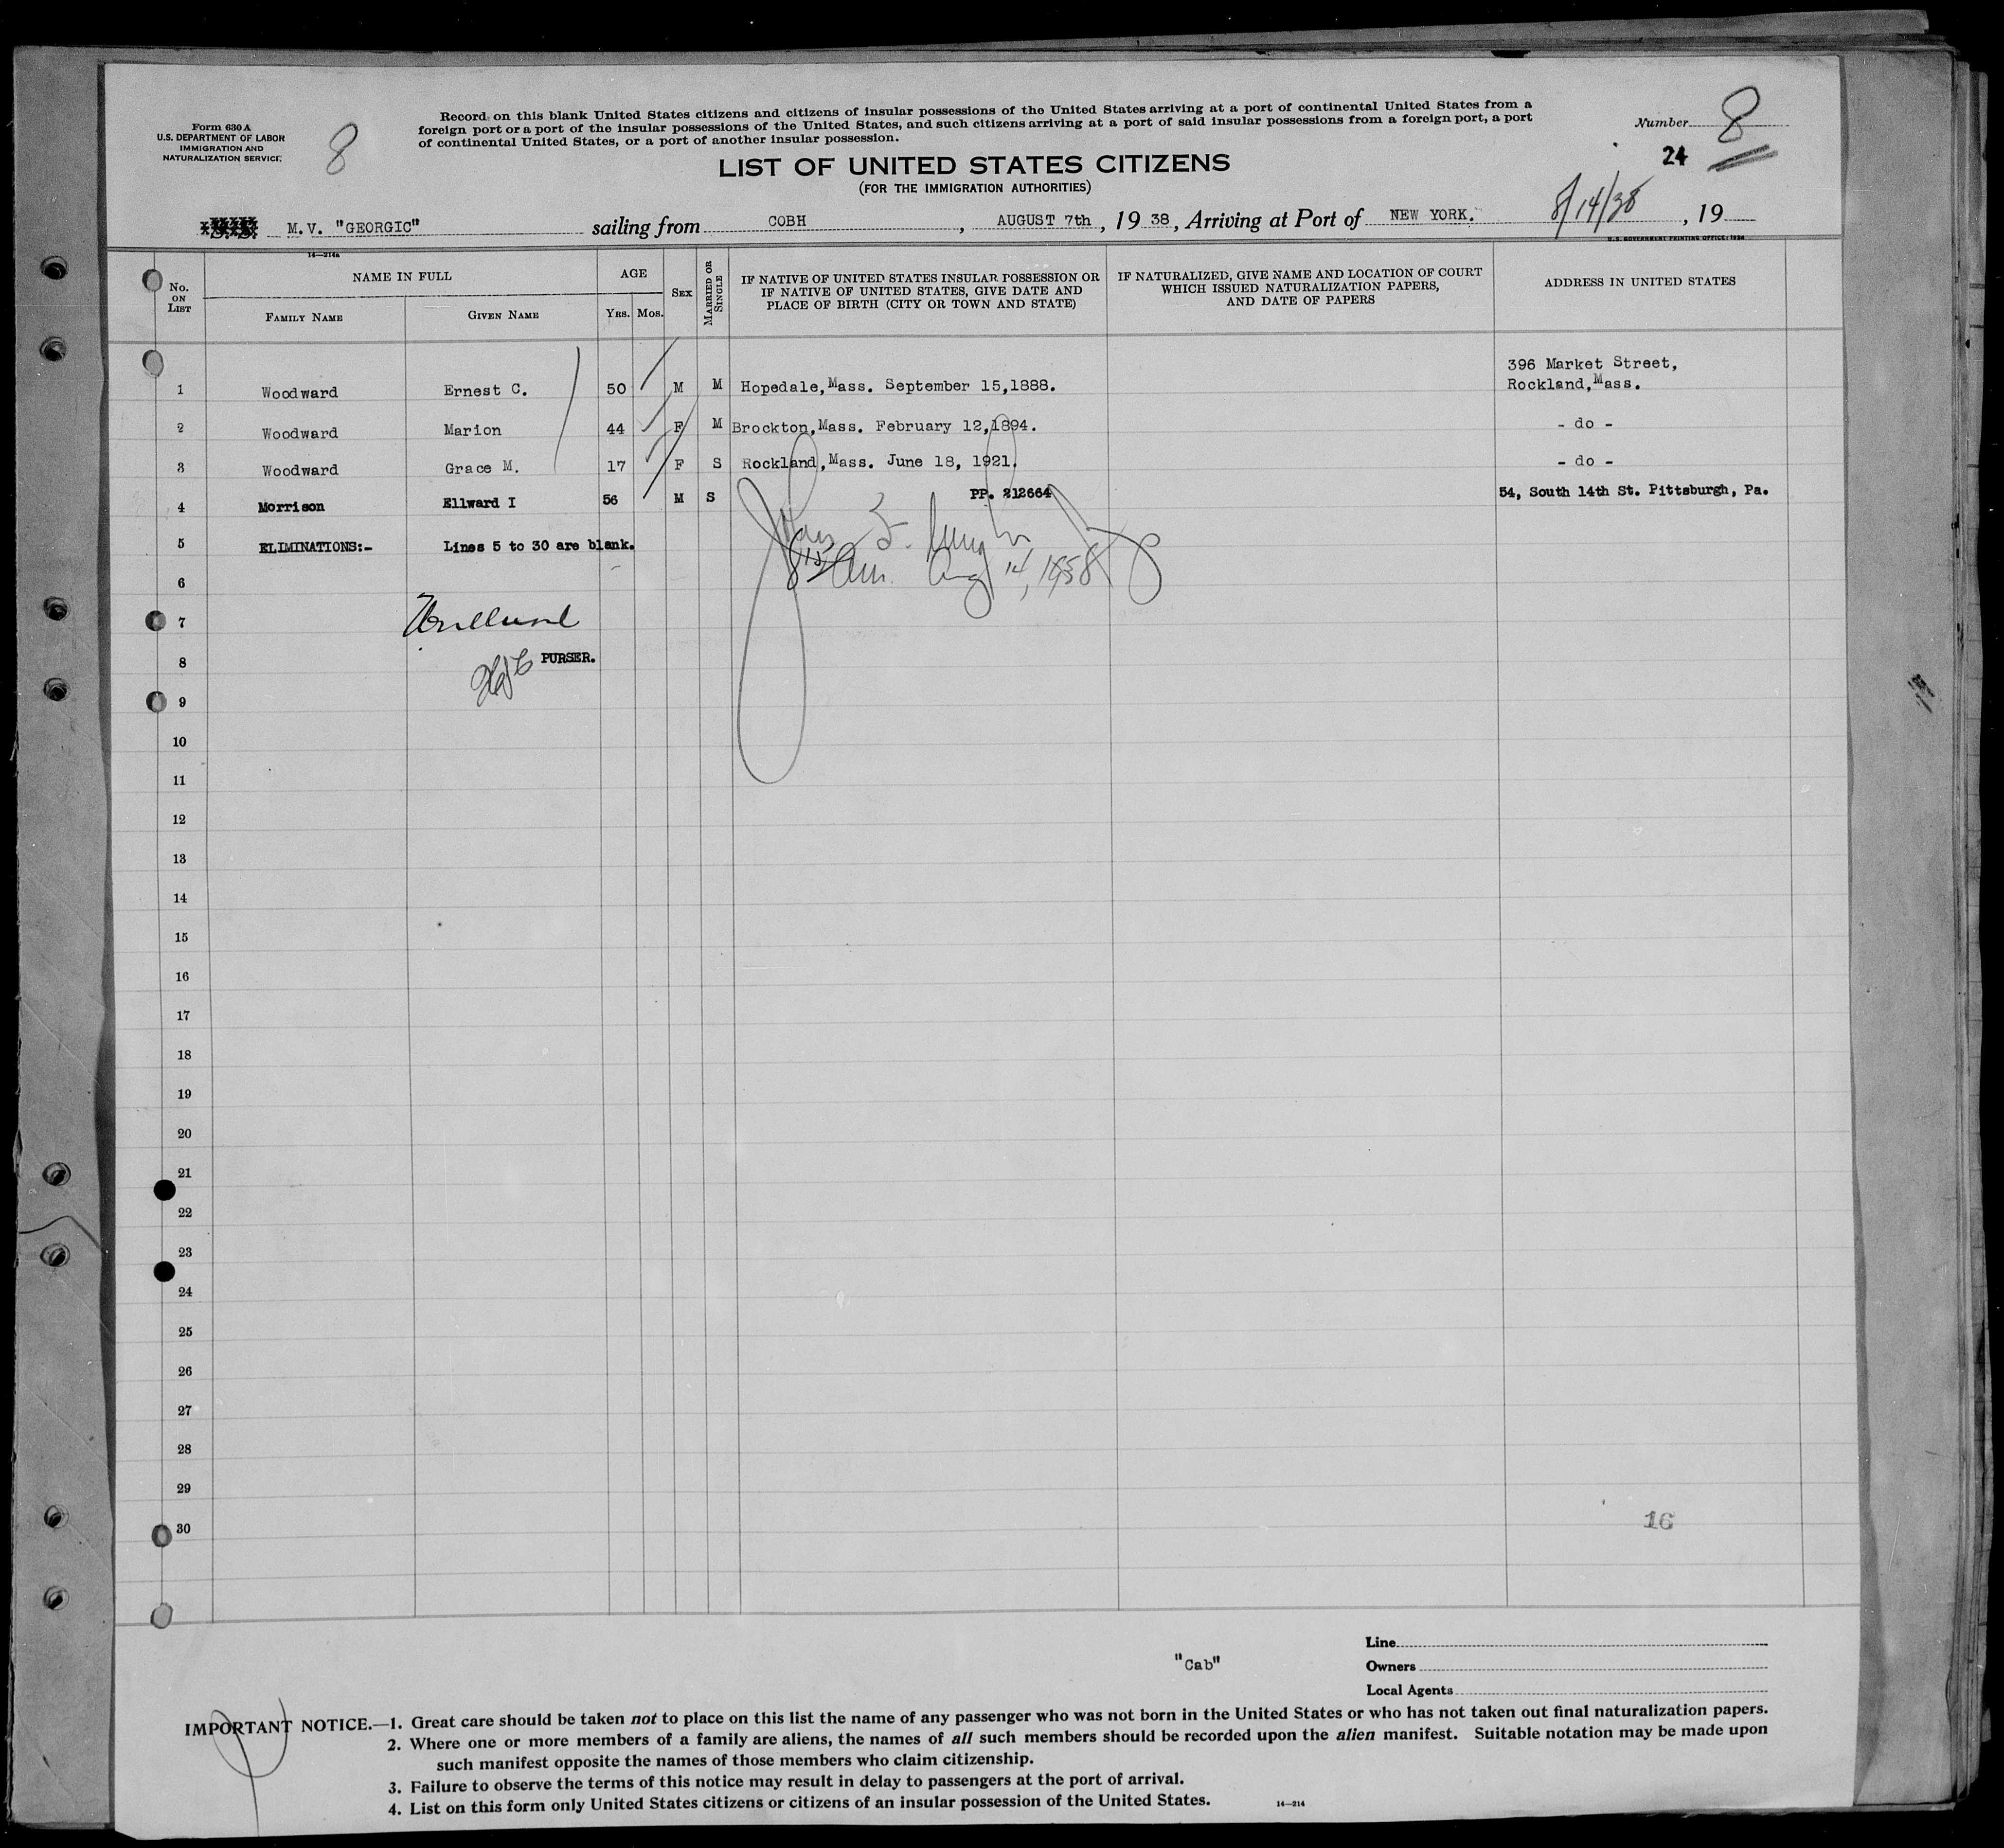 Form 630 A
U.S. DEPARTMENT OF LABOR
IMMIGRATION AND
NATURALIZATION SERVICE
8
Record on this blank United States citizens and citizens of insular possessions of the United States arriving at a port of continental United States from a
foreign port or a port of the insular possessions of the United States, and such citizens arriving at a port of said insular possessions from a foreign port, a port
of continental United States, or a port of another insular possession.
Number 8
24
LIST OF UNITED STATES CITIZENS
(FOR THE IMMIGRATION AUTHORITIES)
S. S. M.V. "GEORGIC" sailing from COBH, AUGUST 7th, 19 38, Arriving at Port of NEW YORK. 8/14/38, 19
14—214a
U.S. GOVERNMENT PRINTING OFFICE: 1934
No. ON LIST
NAME IN FULL
FAMILY NAME
GIVEN NAME
AGE
YRS. MOS.
SEX
MARRIED OR SINGLE
IF NATIVE OF UNITED STATES INSULAR POSSESSION OR
IF NATIVE OF UNITED STATES, GIVE DATE AND
PLACE OF BIRTH (CITY OR TOWN AND STATE)
IF NATURALIZED, GIVE NAME AND LOCATION OF COURT
WHICH ISSUED NATURALIZATION PAPERS,
AND DATE OF PAPERS
ADDRESS IN UNITED STATES
396 Market Street,
1 Woodward Ernest C. 50 M M Hopedale, Mass. September 15, 1888. Rockland, Mass.
2 Woodward Marion 44 F M Brockton, Mass. February 12, 1894. - do -
3 Woodward Grace M. 17 F S Rockland, Mass. June 18, 1921. - do -
4 Morrison Ellward I 56 M S PP. 212664 54, South 14th St. Pittsburgh, Pa.
5 ELIMINATIONS:- Lines 5 to 30 are blank.
Aug 14, 1938
6
7
8 PURSER.
9
10
11
12
13
14
15
16
17
18
19
20
21
22
23
24
25
26
27
28
29
30
16
Line
"Cab"
Owners
Local Agents
IMPORTANT NOTICE.—1. Great care should be taken not to place on this list the name of any passenger who was not born in the United States or who has not taken out final naturalization papers.
2. Where one or more members of a family are aliens, the names of all such members should be recorded upon the alien manifest. Suitable notation may be made upon
such manifest opposite the names of those members who claim citizenship.
3. Failure to observe the terms of this notice may result in delay to passengers at the port of arrival.
4. List on this form only United States citizens or citizens of an insular possession of the United States.
14—214